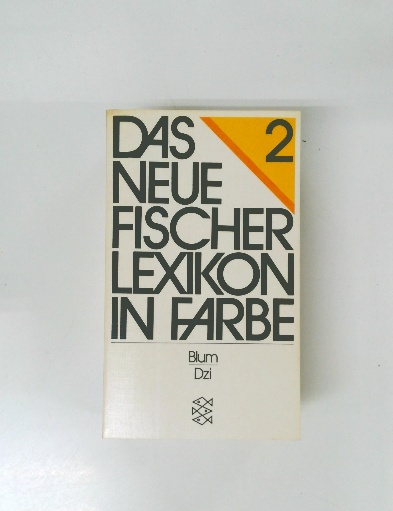 DAS
2
NEUE
FISCHER
LEXIKON
IN FARBE
Blum
Dzi